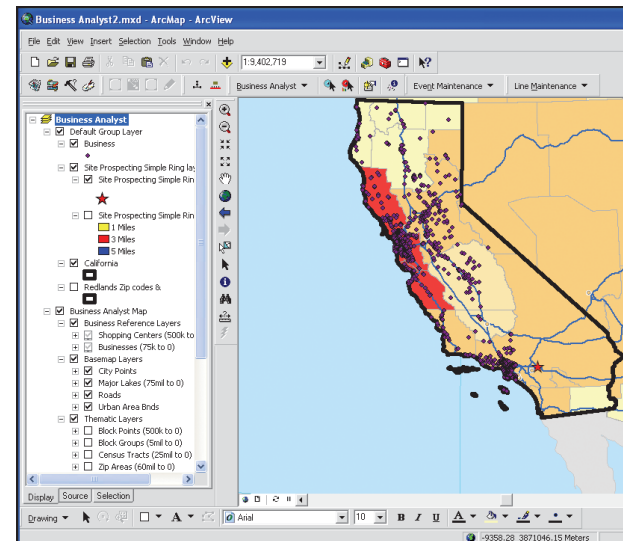 Business Analyst2.mxd - ArcMap - ArcView
File Edit View Insert Selection Tools Window Help
1:9,402,719
Business Analyst Event Maintenance Line Maintenance
Business Analyst
Default Group Layer
Business
Site Prospecting Simple Ring lay
Site Prospecting Simple Rin
Site Prospecting Simple Rin
1 Miles
3 Miles
5 Miles
California
Redlands Zip codes &
Business Analyst Map
Business Reference Layers
Shopping Centers (500k to
Businesses (75k to 0)
Basemap Layers
City Points
Major Lakes (75mil to 0)
Roads
Urban Area Bnds
Thematic Layers
Block Points (500k to 0)
Block Groups (5mil to 0)
Census Tracts (25mil to 0)
Zip Areas (60mil to 0)
Display Source Selection
Drawing A Arial 10 B I U A
-9358.28 3871046.15 Meters